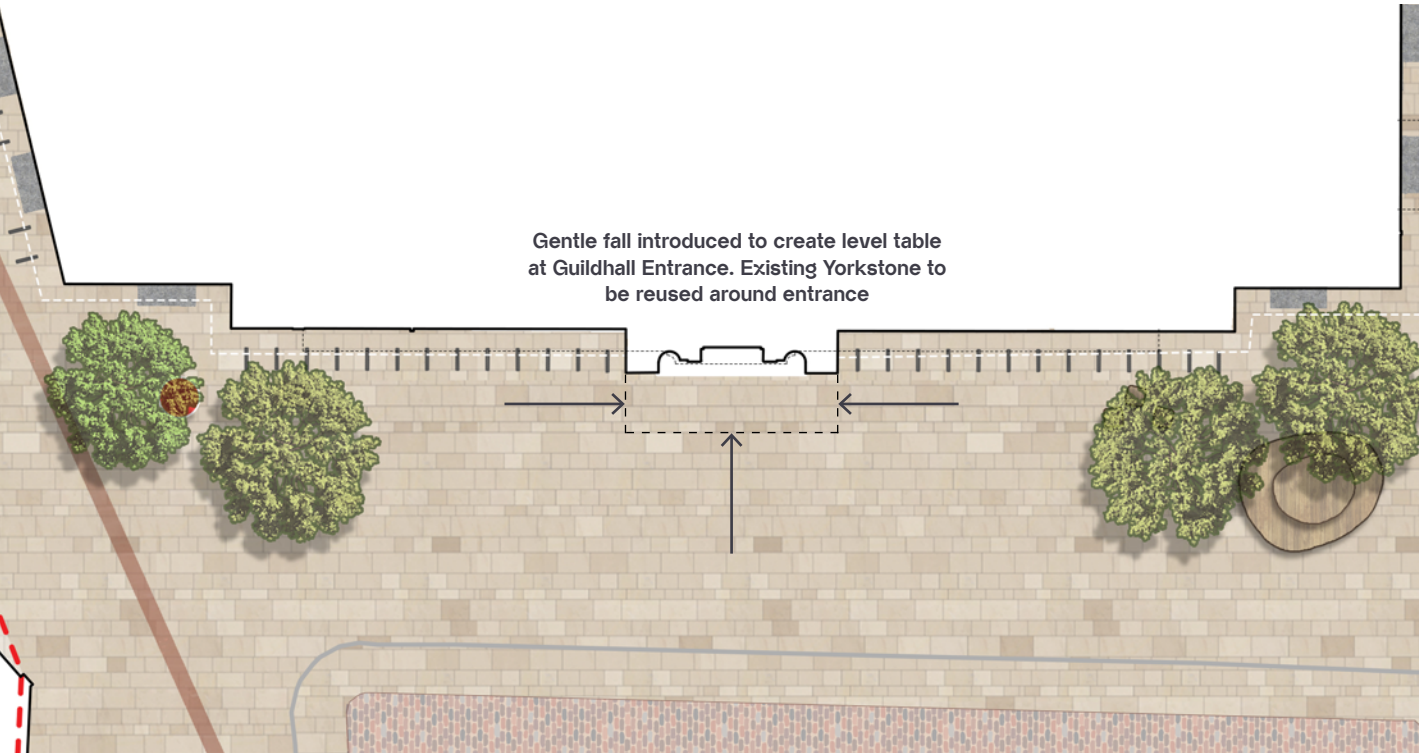 Gentle fall introduced to create level table
at Guildhall Entrance. Existing Yorkstone to
be reused around entrance